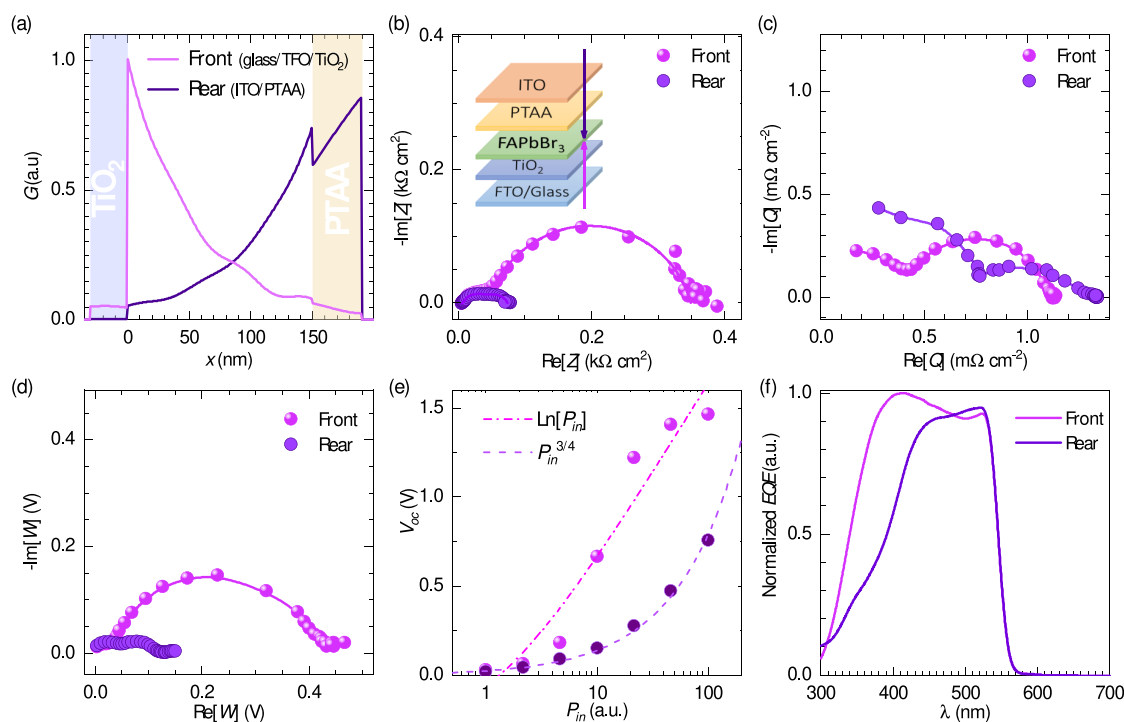 (a)
G(a.u)
1.0
0.5
0.0
0
50
100
150
x (nm)
TiO2
PTAA
Front (glass/TFO/TiO2)
Rear (ITO/PTAA)
(b)
-Im[Z] (kΩ cm2)
0.4
0.2
0.0
0.0
0.2
0.4
Re[Z] (kΩ cm2)
Front
Rear
ITO
PTAA
FAPbBr3
TiO2
FTO/Glass
(c)
-Im[Q] (mΩ cm-2)
1.0
0.5
0.0
0.0
0.5
1.0
Re[Q] (mΩ cm-2)
Front
Rear
(d)
-Im[W] (V)
0.4
0.2
0.0
0.0
0.2
0.4
Re[W] (V)
Front
Rear
(e)
Voc (V)
1.5
1.0
0.5
0.0
1
10
100
Pin (a.u.)
Ln[Pin]
Pin3/4
(f)
Normalized EQE (a.u.)
1.0
0.5
0.0
300
400
500
600
700
λ (nm)
Front
Rear